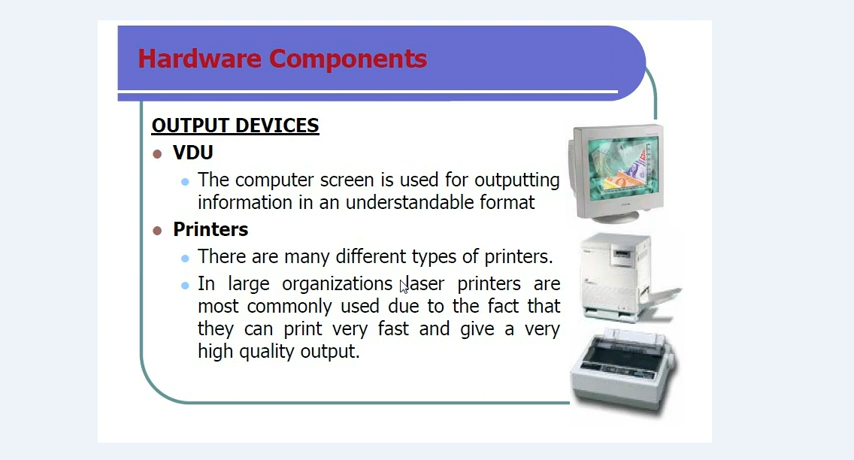 Hardware Components
OUTPUT DEVICES
VDU
The computer screen is used for outputting
information in an understandable format
Printers
There are many different types of printers.
In large organizations laser printers are
most commonly used due to the fact that
they can print very fast and give a very
high quality output.